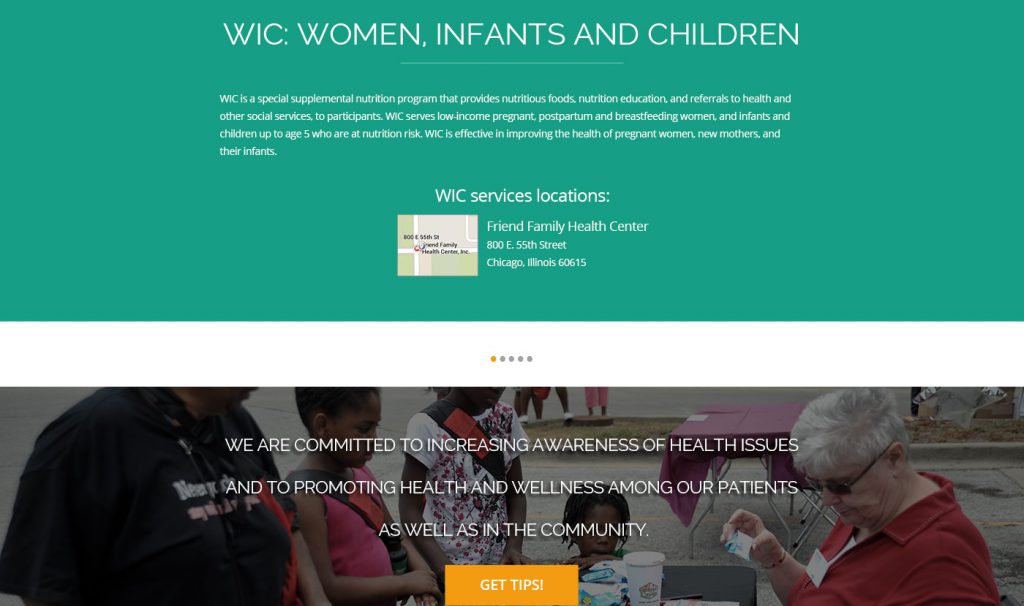 WIC: WOMEN, INFANTS AND CHILDREN
WIC is a special supplemental nutrition program that provides nutritious foods, nutrition education, and referrals to health and
other social services, to participants. WIC serves low-income pregnant, postpartum and breastfeeding women, and infants and
children up to age 5 who are at nutrition risk. WIC is effective in improving the health of pregnant women, new mothers, and
their infants.
WIC services locations:
800 E 55th St
Friend Family
Health Center, Inc.
Friend Family Health Center
800 E. 55th Street
Chicago, Illinois 60615
WE ARE COMMITTED TO INCREASING AWARENESS OF HEALTH ISSUES
AND TO PROMOTING HEALTH AND WELLNESS AMONG OUR PATIENTS
AS WELL AS IN THE COMMUNITY.
GET TIPS!